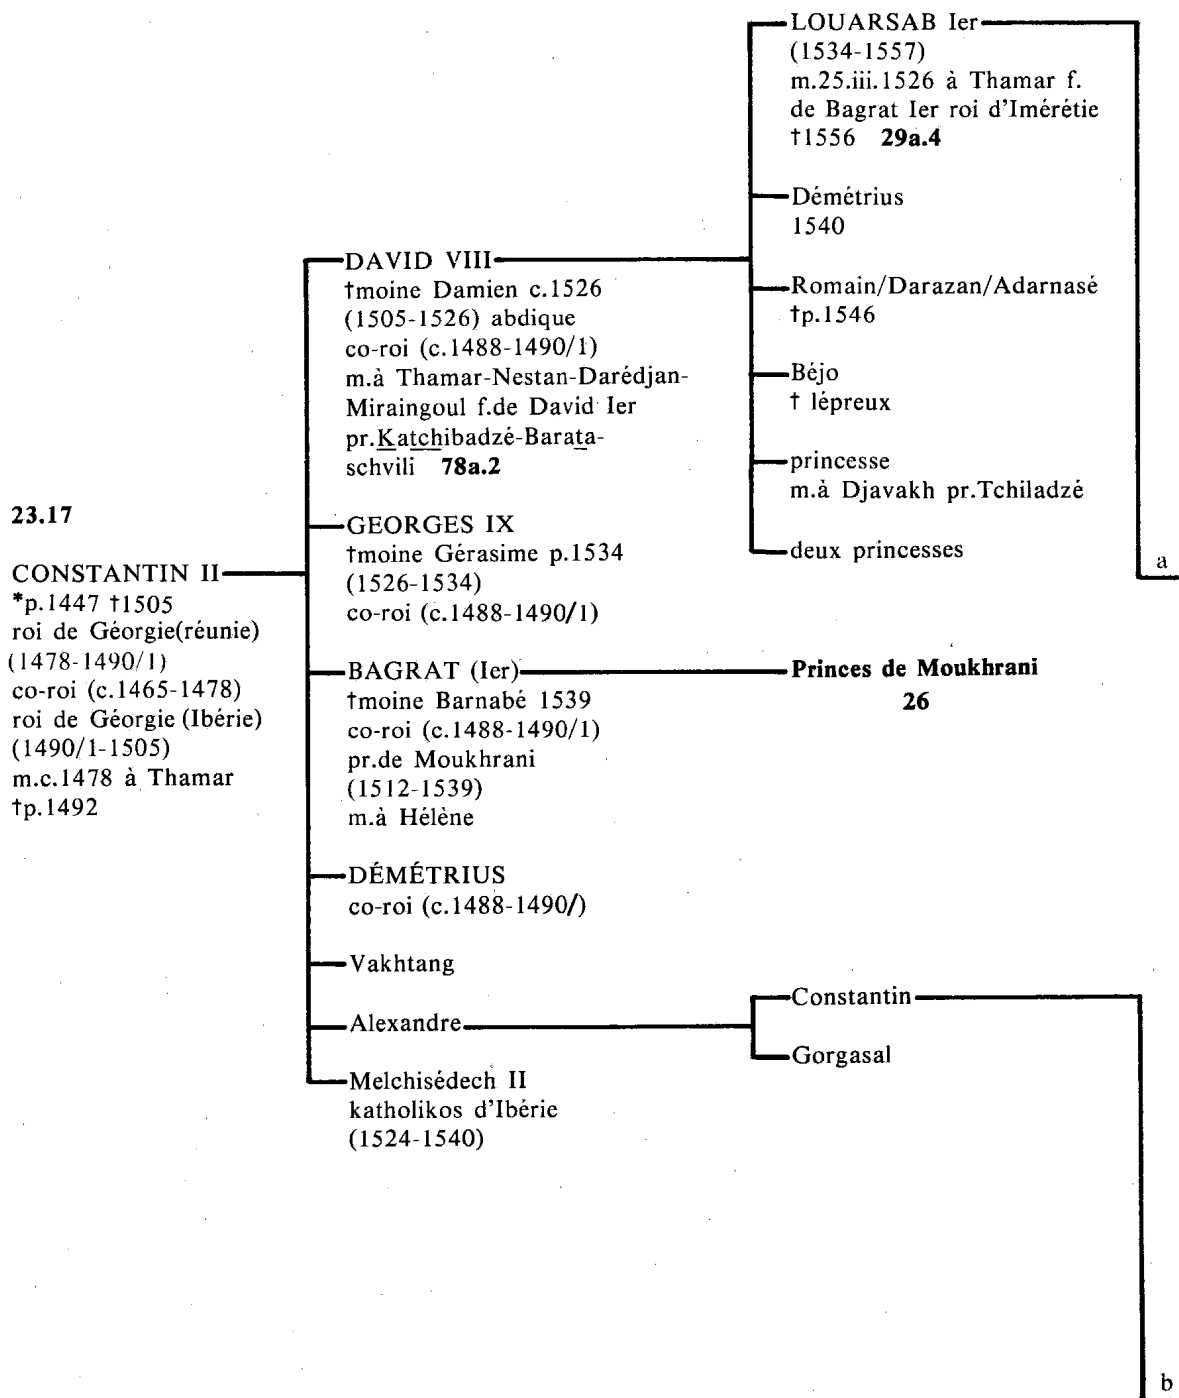 23.17
CONSTANTIN II
*p.1447 †1505
roi de Géorgie(réunie)
(1478-1490/1)
co-roi (c.1465-1478)
roi de Géorgie (Ibérie)
(1490/1-1505)
m.c.1478 à Thamar
†p.1492
DAVID VIII
†moine Damien c.1526
(1505-1526) abdique
co-roi (c.1488-1490/1)
m.à Thamar-Nestan-Darédjan-
Miraingoul f.de David Ier
pr.Katchibadzé-Barata-
schvili 78a.2
GEORGES IX
†moine Gérasime p.1534
(1526-1534)
co-roi (c.1488-1490/1)
BAGRAT (Ier)
†moine Barnabé 1539
co-roi (c.1488-1490/1)
pr.de Moukhrani
(1512-1539)
m.à Hélène
DÉMÉTRIUS
co-roi (c.1488-1490/)
Vakhtang
Alexandre
Melchisédech II
katholikos d'Ibérie
(1524-1540)
LOUARSAB Ier
(1534-1557)
m.25.iii.1526 à Thamar f.
de Bagrat Ier roi d'Imérétie
†1556 29a.4
Démétrius
1540
Romain/Darazan/Adarnasé
†p.1546
Béjo
† lépreux
princesse
m.à Djavakh pr.Tchiladzé
deux princesses
Princes de Moukhrani
26
Constantin
Gorgasal
a
b